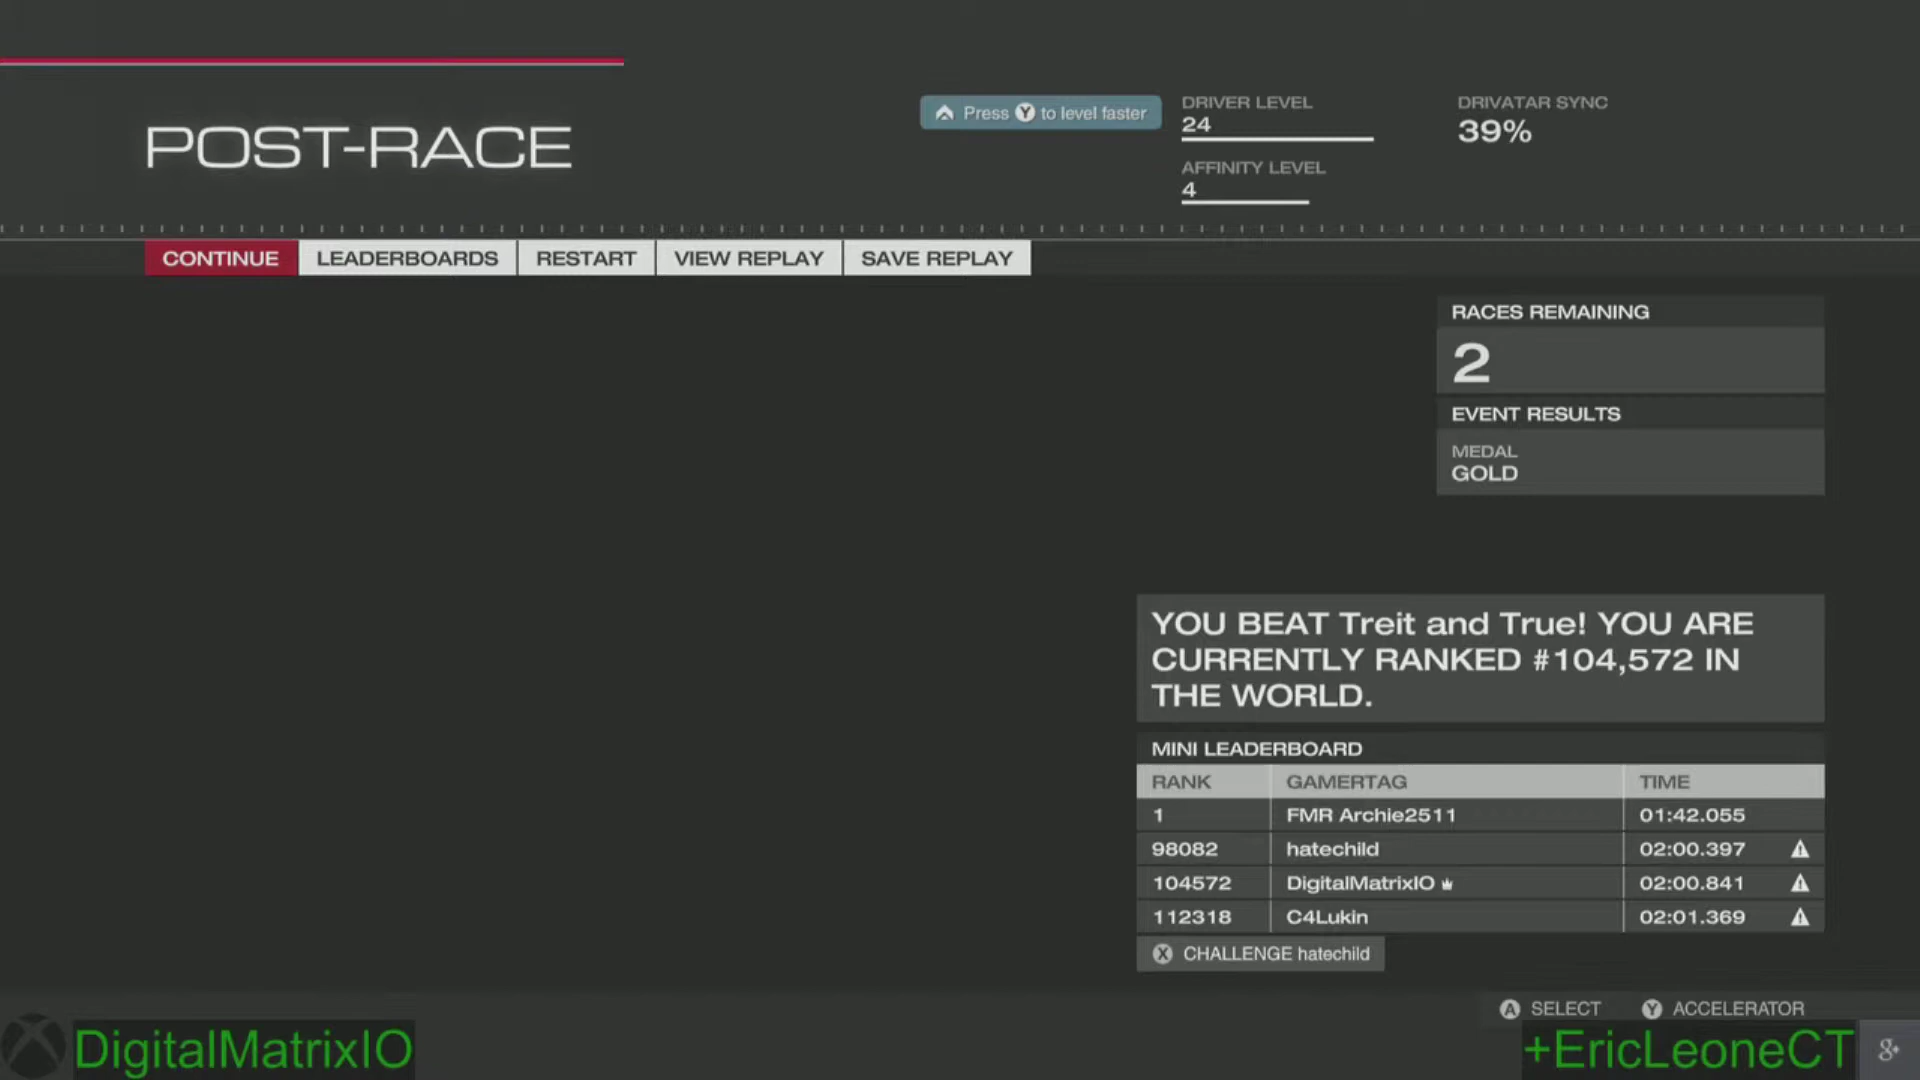 POST-RACE
Press Y to level faster
DRIVER LEVEL
24
AFFINITY LEVEL
4
DRIVATAR SYNC
39%
CONTINUE LEADERBOARDS RESTART VIEW REPLAY SAVE REPLAY
RACES REMAINING
2
EVENT RESULTS
MEDAL
GOLD
YOU BEAT Treit and True! YOU ARE
CURRENTLY RANKED #104,572 IN
THE WORLD.
MINI LEADERBOARD
RANK GAMERTAG TIME
1 FMR Archie2511 01:42.055
98082 hatechild 02:00.397
104572 DigitalMatrixIO 02:00.841
112318 C4Lukin 02:01.369
X CHALLENGE hatechild
A SELECT Y ACCELERATOR
DigitalMatrixIO
+EricLeoneCT
g+